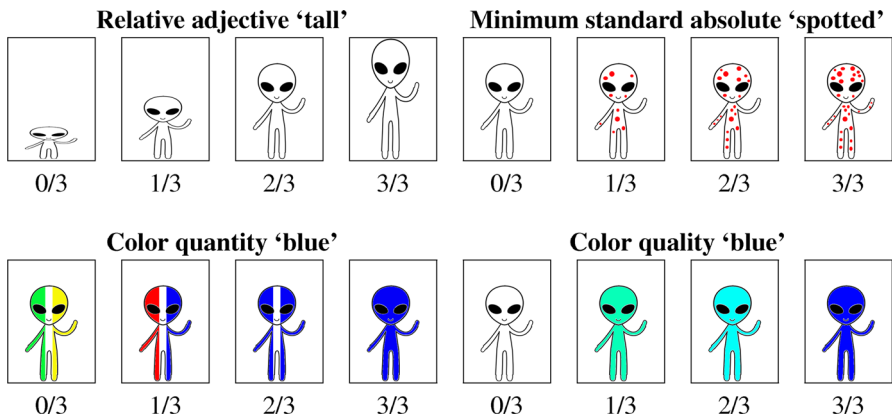 Relative adjective ‘tall’
0/3 1/3 2/3 3/3
Minimum standard absolute ‘spotted’
0/3 1/3 2/3 3/3
Color quantity ‘blue’
0/3 1/3 2/3 3/3
Color quality ‘blue’
0/3 1/3 2/3 3/3